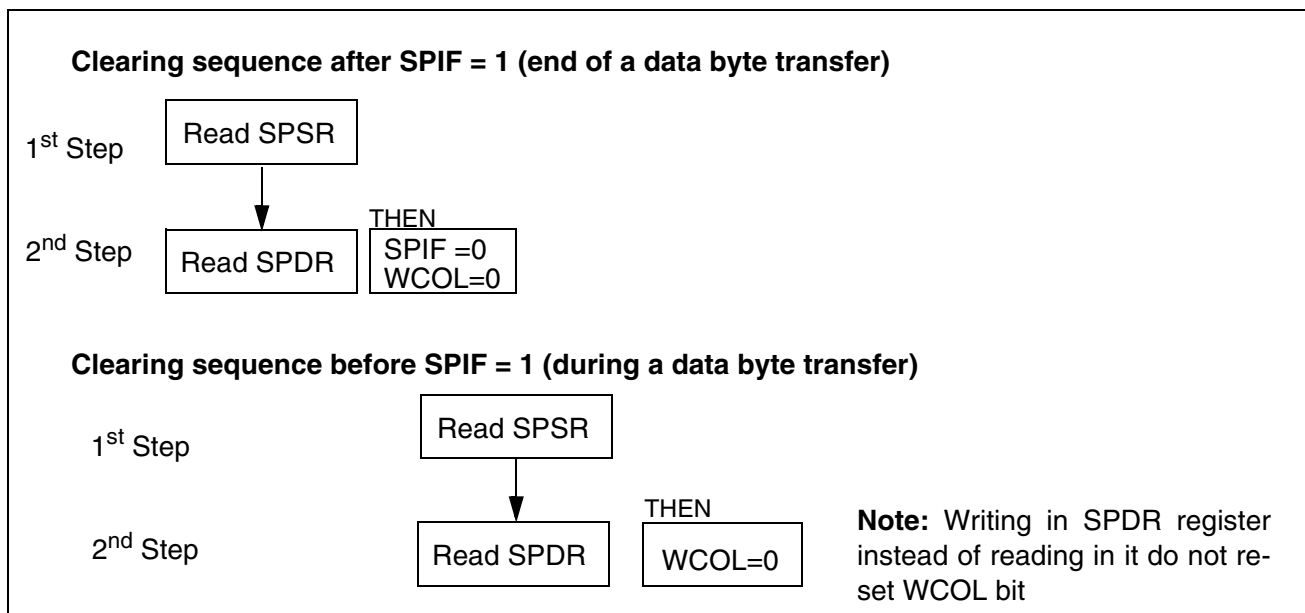 Clearing sequence after SPIF = 1 (end of a data byte transfer)
1st Step
Read SPSR
THEN
2nd Step
Read SPDR
SPIF =0
WCOL=0
Clearing sequence before SPIF = 1 (during a data byte transfer)
1st Step
Read SPSR
THEN
2nd Step
Read SPDR
WCOL=0
Note: Writing in SPDR register
instead of reading in it do not re-
set WCOL bit